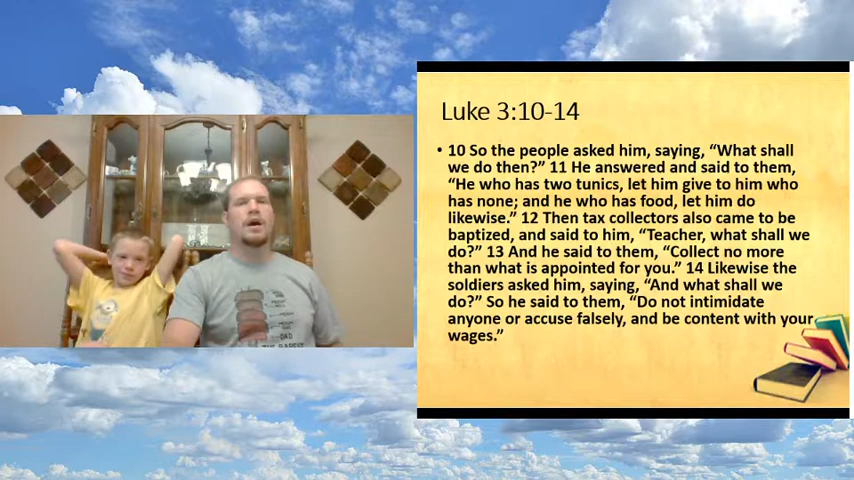 Luke 3:10-14
• 10 So the people asked him, saying, “What shall
we do then?” 11 He answered and said to them,
“He who has two tunics, let him give to him who
has none; and he who has food, let him do
likewise.” 12 Then tax collectors also came to be
baptized, and said to him, “Teacher, what shall we
do?” 13 And he said to them, “Collect no more
than what is appointed for you.” 14 Likewise the
soldiers asked him, saying, “And what shall we
do?” So he said to them, “Do not intimidate
anyone or accuse falsely, and be content with your
wages.”
DAD